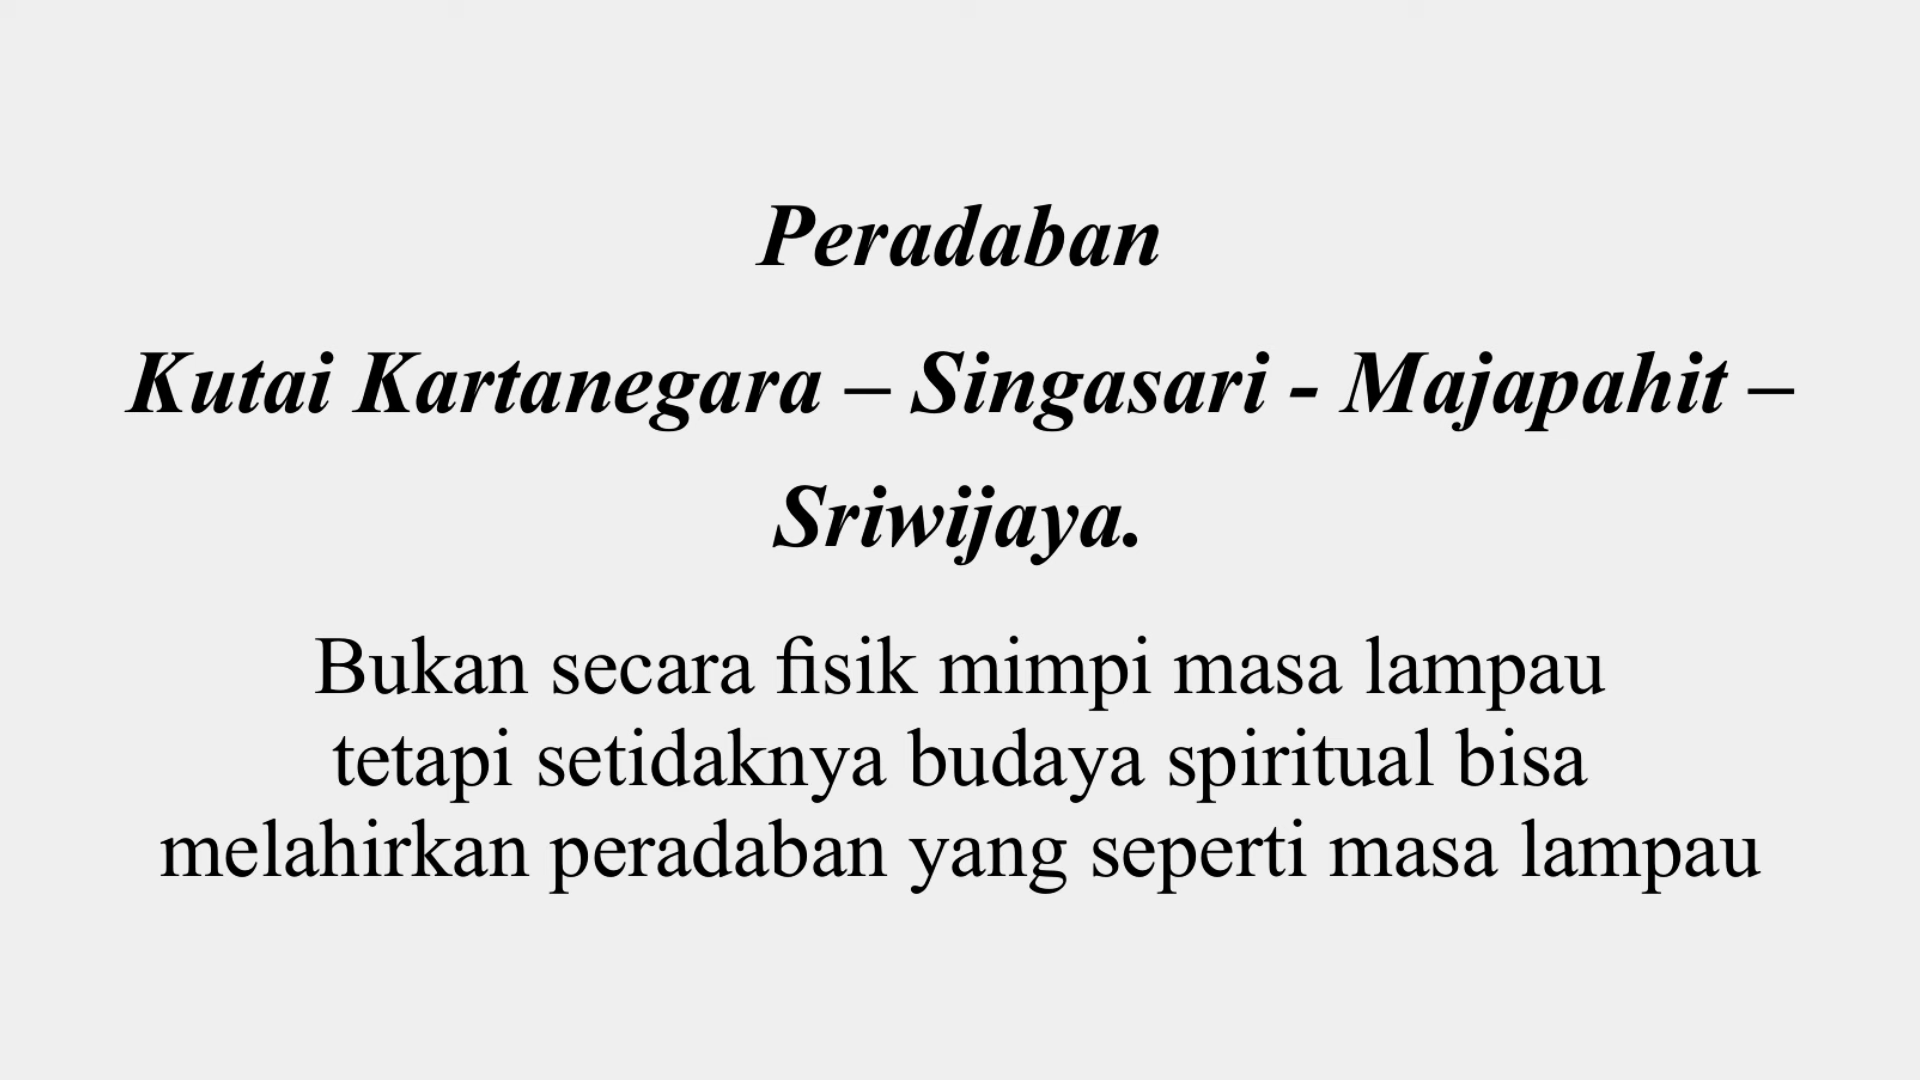 Peradaban
Kutai Kartanegara – Singasari - Majapahit –
Sriwijaya.
Bukan secara fisik mimpi masa lampau
tetapi setidaknya budaya spiritual bisa
melahirkan peradaban yang seperti masa lampau